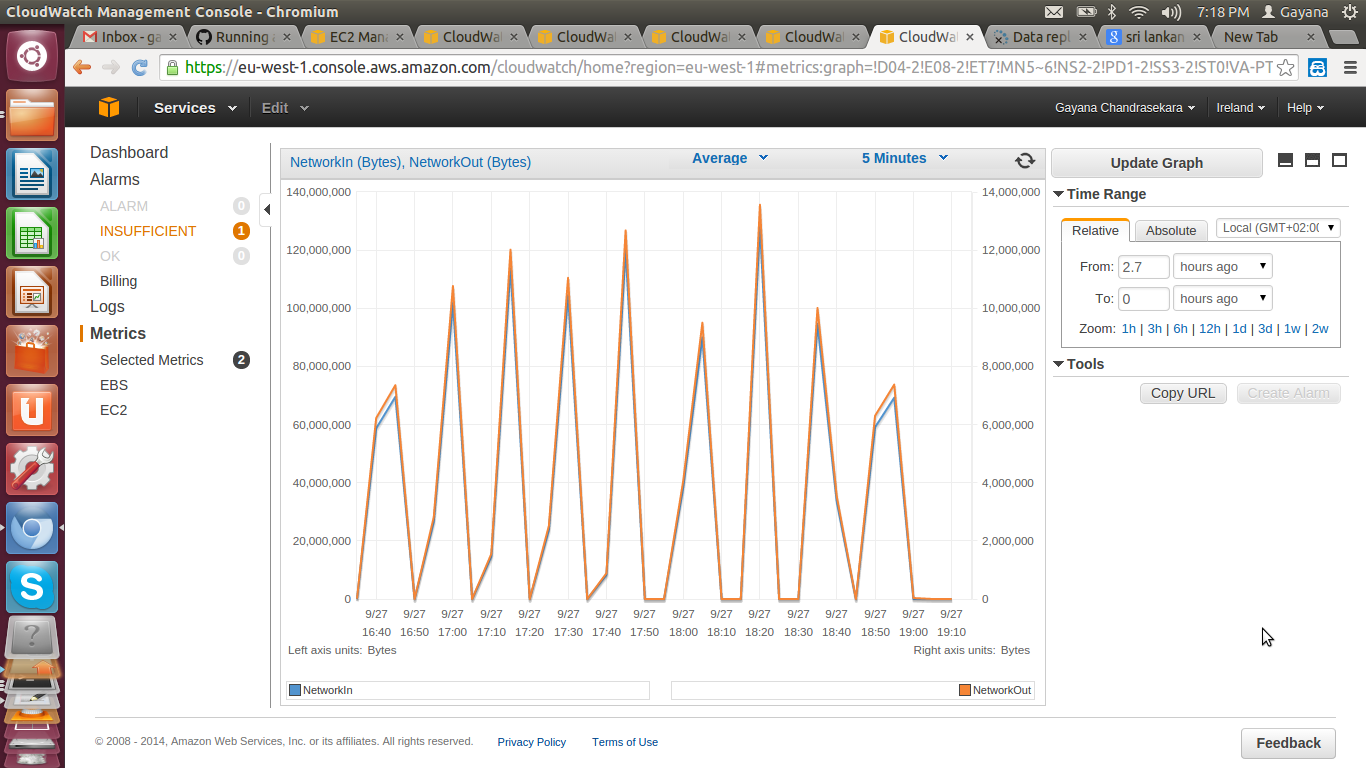 CloudWatch Management Console - Chromium
7:18 PM Gayana
Inbox - ga
Running
EC2 Man
CloudWat
CloudWat
CloudWat
CloudWat
CloudWat
Data repl
sri lankan
New Tab
https://eu-west-1.console.aws.amazon.com/cloudwatch/home?region=eu-west-1#metrics:graph=!D04-2!E08-2!ET7!MN5~6!NS2-2!PD1-2!SS3-2!ST0!VA-PT
Services Edit Gayana Chandrasekara Ireland Help
Dashboard
Alarms
ALARM 0
INSUFFICIENT 1
OK 0
Billing
Logs
Metrics
Selected Metrics 2
EBS
EC2
NetworkIn (Bytes), NetworkOut (Bytes) Average 5 Minutes
140,000,000 14,000,000
120,000,000 12,000,000
100,000,000 10,000,000
80,000,000 8,000,000
60,000,000 6,000,000
40,000,000 4,000,000
20,000,000 2,000,000
0 0
9/27 9/27 9/27 9/27 9/27 9/27 9/27 9/27 9/27 9/27 9/27 9/27 9/27 9/27 9/27 9/27
16:40 16:50 17:00 17:10 17:20 17:30 17:40 17:50 18:00 18:10 18:20 18:30 18:40 18:50 19:00 19:10
Left axis units: Bytes Right axis units: Bytes
NetworkIn NetworkOut
Update Graph
Time Range
Relative Absolute Local (GMT+02:00
From: 2.7 hours ago
To: 0 hours ago
Zoom: 1h | 3h | 6h | 12h | 1d | 3d | 1w | 2w
Tools
Copy URL Create Alarm
© 2008 - 2014, Amazon Web Services, Inc. or its affiliates. All rights reserved. Privacy Policy Terms of Use
Feedback